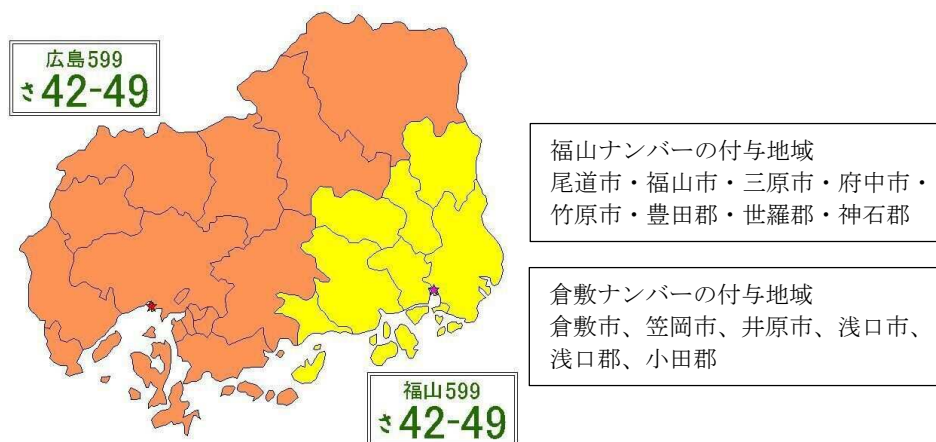 広島599
さ42-49
福山ナンバーの付与地域
尾道市・福山市・三原市・府中市・
竹原市・豊田郡・世羅郡・神石郡
倉敷ナンバーの付与地域
倉敷市、笠岡市、井原市、浅口市、
浅口郡、小田郡
福山599
さ42-49